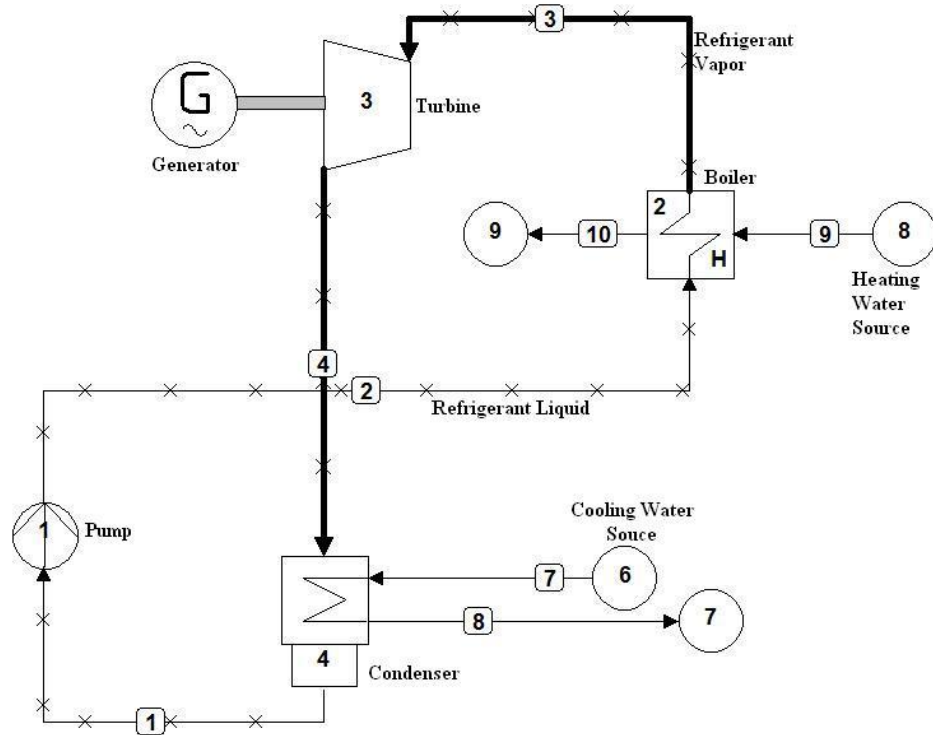 3
Refrigerant
Vapor
G
3
Turbine
Generator
Boiler
2
9
10
9
8
H
Heating
Water
Source
4
2
Refrigerant Liquid
1
Pump
Cooling Water
Souce
7
6
8
7
4
Condenser
1